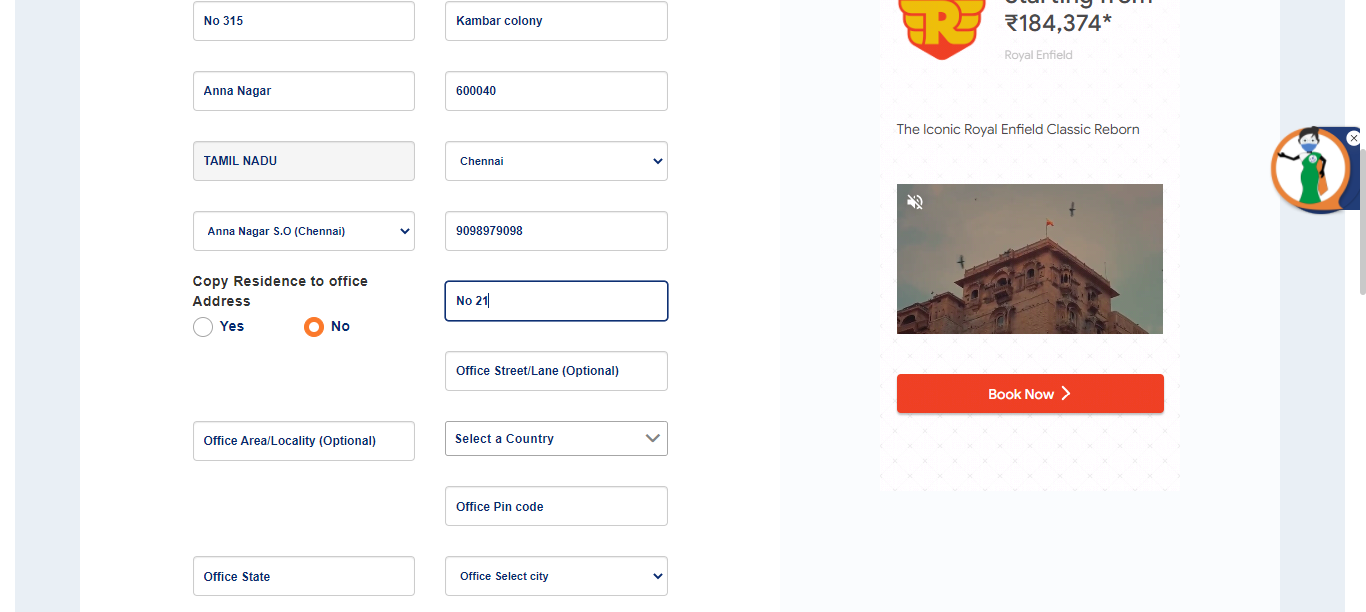 No 315
Kambar colony
Anna Nagar
600040
TAMIL NADU
Chennai
Anna Nagar S.O (Chennai)
9098979098
Copy Residence to office
Address
Yes
No
No 21
Office Street/Lane (Optional)
Office Area/Locality (Optional)
Select a Country
Office Pin code
Office State
Office Select city
R
Starting from
₹184,374*
Royal Enfield
The Iconic Royal Enfield Classic Reborn
Book Now